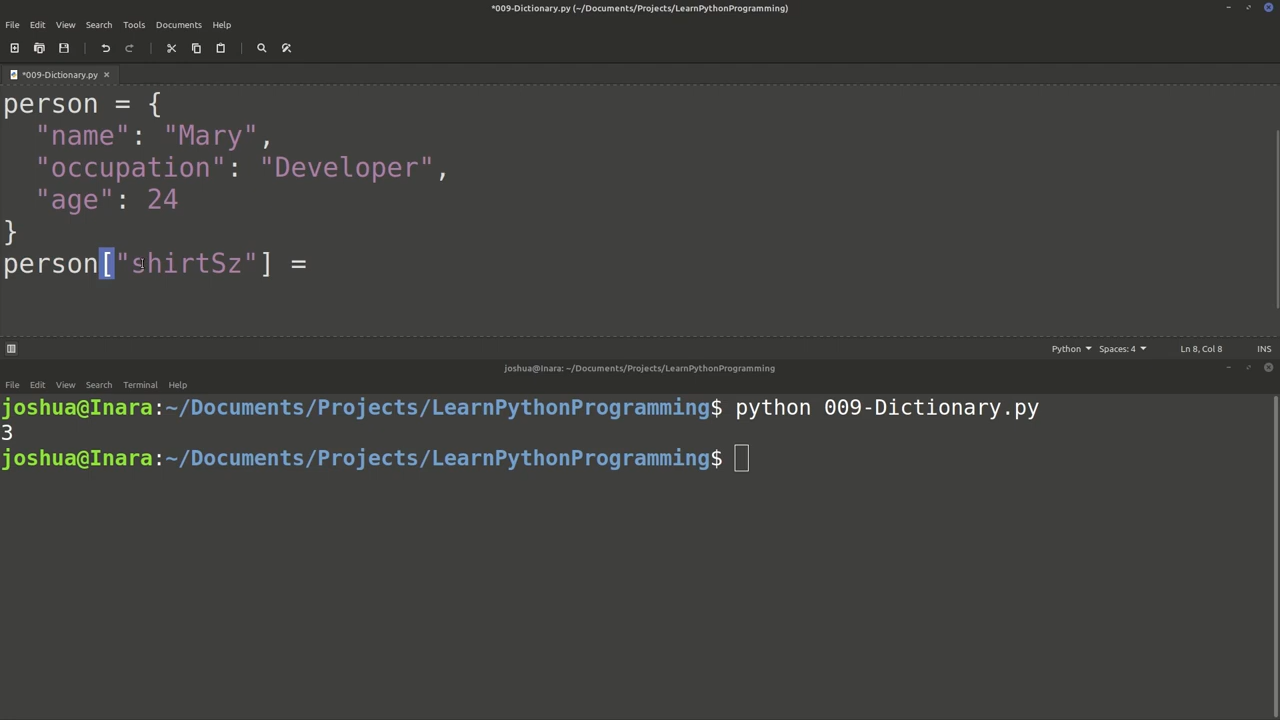 *009-Dictionary.py (~/Documents/Projects/LearnPythonProgramming)
File Edit View Search Tools Documents Help
*009-Dictionary.py
person = {
  "name": "Mary",
  "occupation": "Developer",
  "age": 24
}
person["shirtSz"] =
Python Spaces: 4 Ln 8, Col 8 INS
joshua@Inara: ~/Documents/Projects/LearnPythonProgramming
File Edit View Search Terminal Help
joshua@Inara:~/Documents/Projects/LearnPythonProgramming$ python 009-Dictionary.py
3
joshua@Inara:~/Documents/Projects/LearnPythonProgramming$